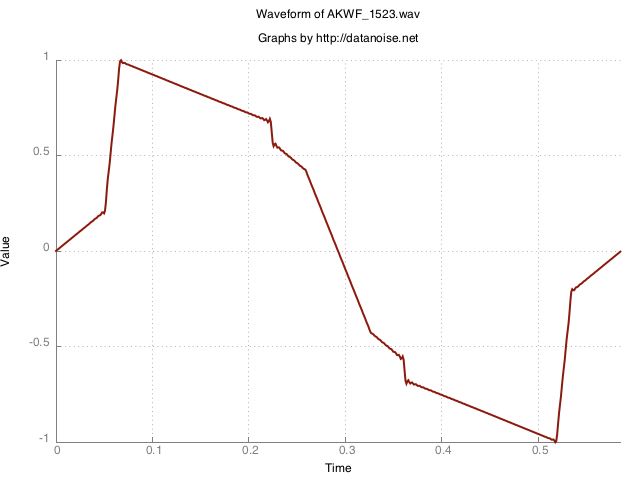 Waveform of AKWF_1523.wav
Graphs by http://datanoise.net
1
0.5
0
-0.5
-1
Value
0 0.1 0.2 0.3 0.4 0.5
Time